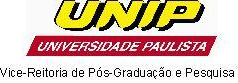 UNIP
UNIVERSIDADE PAULISTA
Vice-Reitoria de Pós-Graduação e Pesquisa